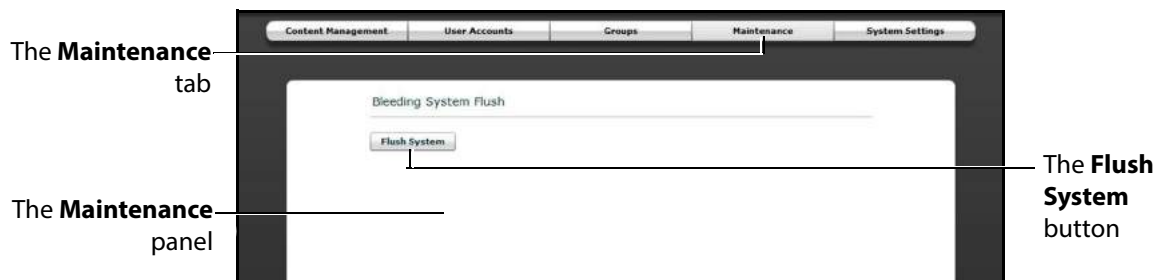 Content Management User Accounts Groups Maintenance System Settings
The Maintenance
tab
Bleeding System Flush
Flush System
The Flush
System
button
The Maintenance
panel